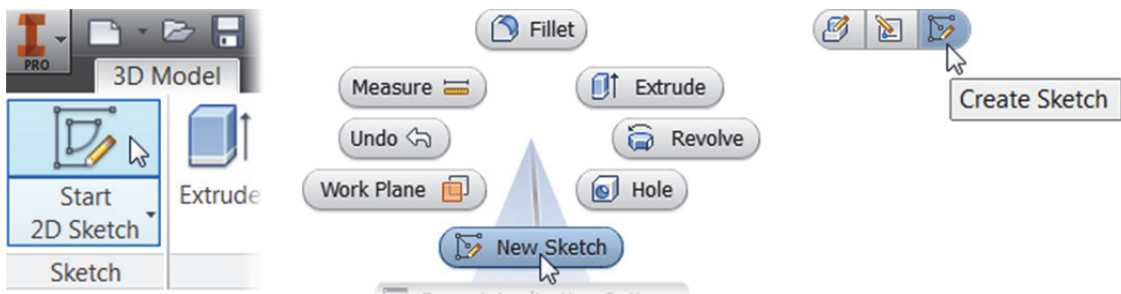 PRO
3D Model
Start
2D Sketch
Extrude
Sketch
Fillet
Measure
Extrude
Undo
Revolve
Work Plane
Hole
New Sketch
Create Sketch